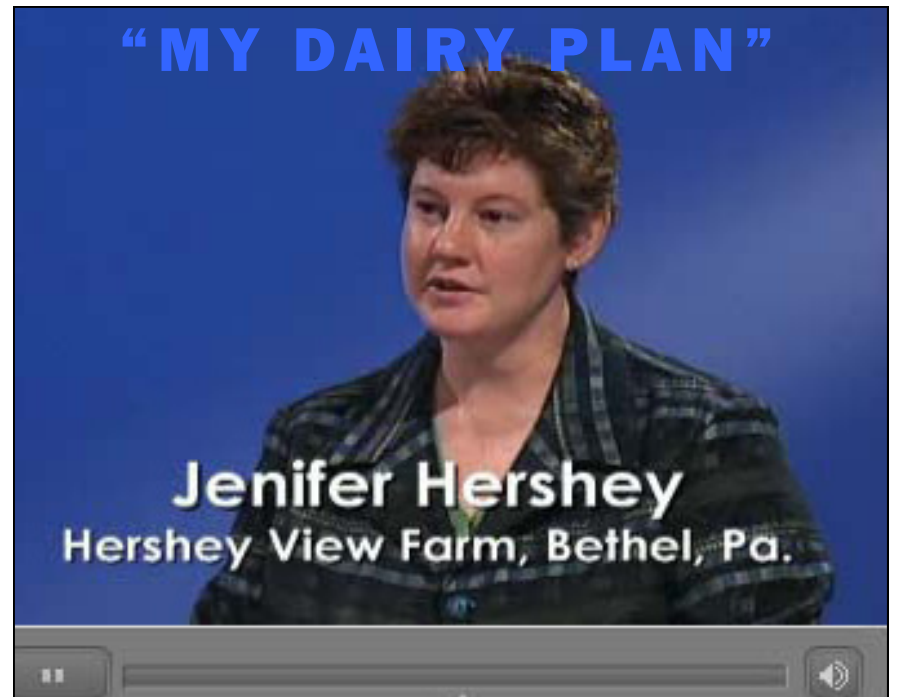 “MY DAIRY PLAN”
Jenifer Hershey
Hershey View Farm, Bethel, Pa.